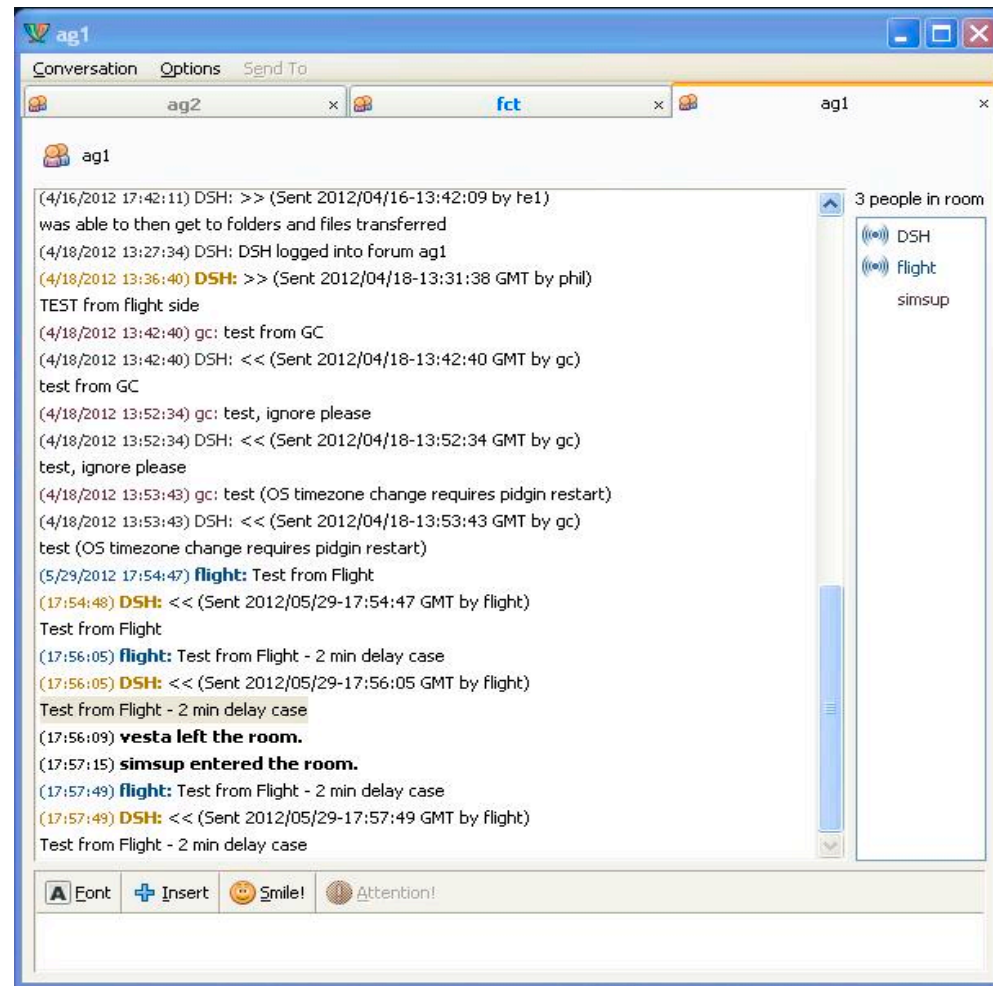 ag1
Conversation Options Send To
ag2 × fct × ag1 ×
ag1
(4/16/2012 17:42:11) DSH: >> (Sent 2012/04/16-13:42:09 by te1)
was able to then get to folders and files transferred
(4/18/2012 13:27:34) DSH: DSH logged into forum ag1
(4/18/2012 13:36:40) DSH: >> (Sent 2012/04/18-13:31:38 GMT by phil)
TEST from flight side
(4/18/2012 13:42:40) gc: test from GC
(4/18/2012 13:42:40) DSH: << (Sent 2012/04/18-13:42:40 GMT by gc)
test from GC
(4/18/2012 13:52:34) gc: test, ignore please
(4/18/2012 13:52:34) DSH: << (Sent 2012/04/18-13:52:34 GMT by gc)
test, ignore please
(4/18/2012 13:53:43) gc: test (OS timezone change requires pidgin restart)
(4/18/2012 13:53:43) DSH: << (Sent 2012/04/18-13:53:43 GMT by gc)
test (OS timezone change requires pidgin restart)
(5/29/2012 17:54:47) flight: Test from Flight
(17:54:48) DSH: << (Sent 2012/05/29-17:54:47 GMT by flight)
Test from Flight
(17:56:05) flight: Test from Flight - 2 min delay case
(17:56:05) DSH: << (Sent 2012/05/29-17:56:05 GMT by flight)
Test from Flight - 2 min delay case
(17:56:09) vesta left the room.
(17:57:15) simsup entered the room.
(17:57:49) flight: Test from Flight - 2 min delay case
(17:57:49) DSH: << (Sent 2012/05/29-17:57:49 GMT by flight)
Test from Flight - 2 min delay case
3 people in room
DSH
flight
simsup
A Font Insert Smile! Attention!